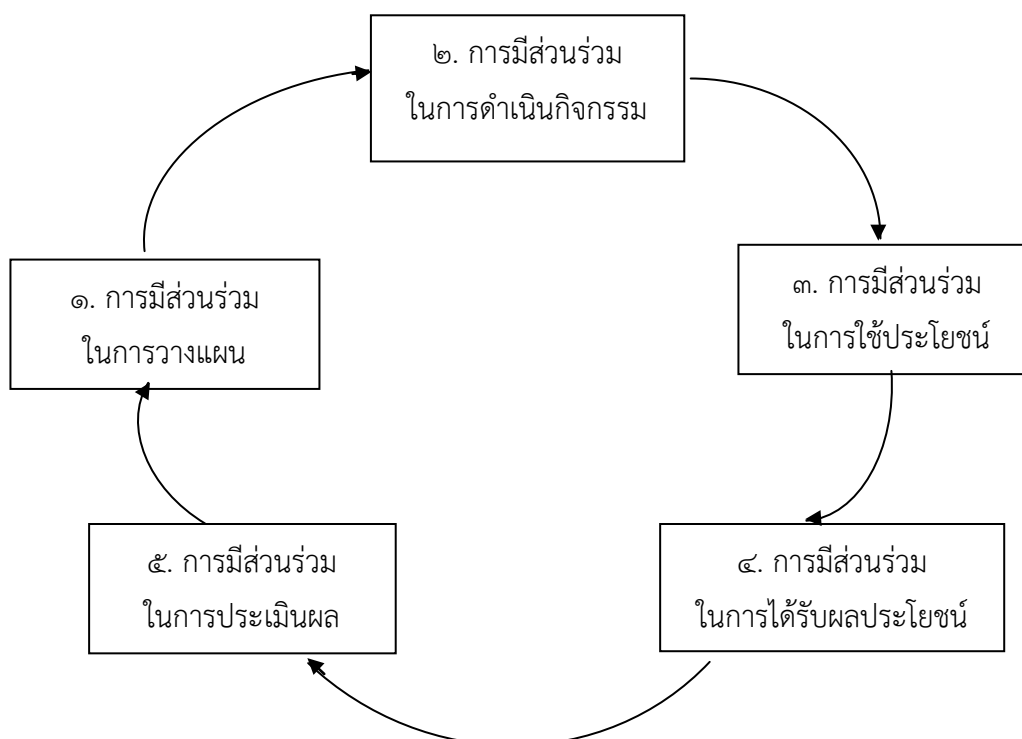 ๒. การมีส่วนร่วม
ในการดำเนินกิจกรรม
๑. การมีส่วนร่วม
ในการวางแผน
๓. การมีส่วนร่วม
ในการใช้ประโยชน์
๕. การมีส่วนร่วม
ในการประเมินผล
๔. การมีส่วนร่วม
ในการได้รับผลประโยชน์